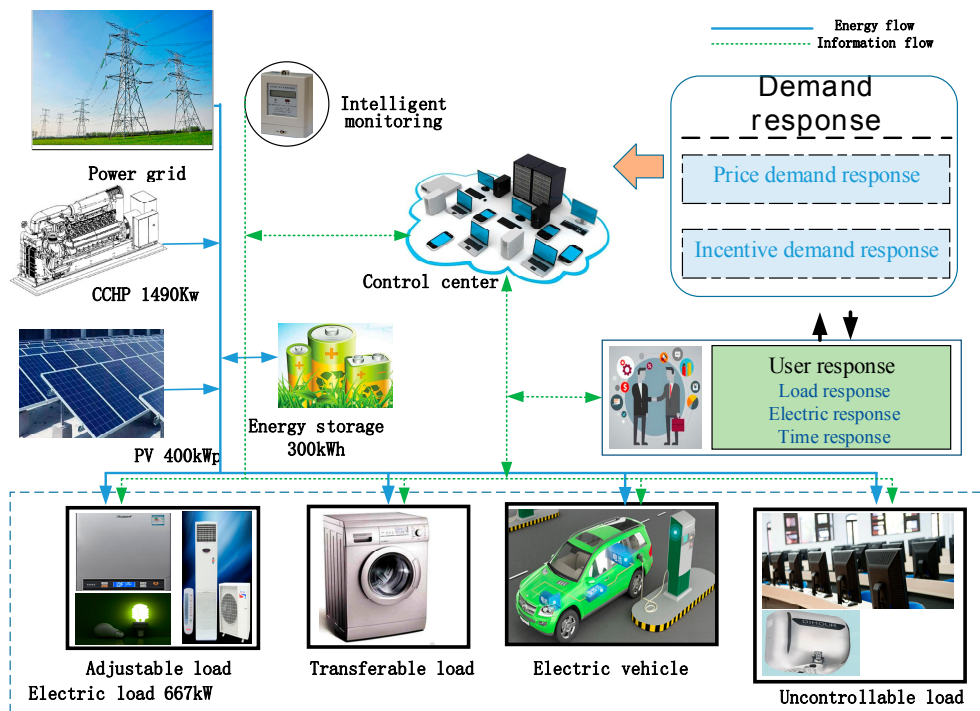 Energy flow
Information flow
Intelligent
monitoring
Demand
response
Price demand response
Incentive demand response
Power grid
CCHP 1490Kw
Control center
Energy storage
300kWh
PV 400kWp
User response
Load response
Electric response
Time response
DIHOUR
Adjustable load
Transferable load
Electric vehicle
Uncontrollable load
Electric load 667kW